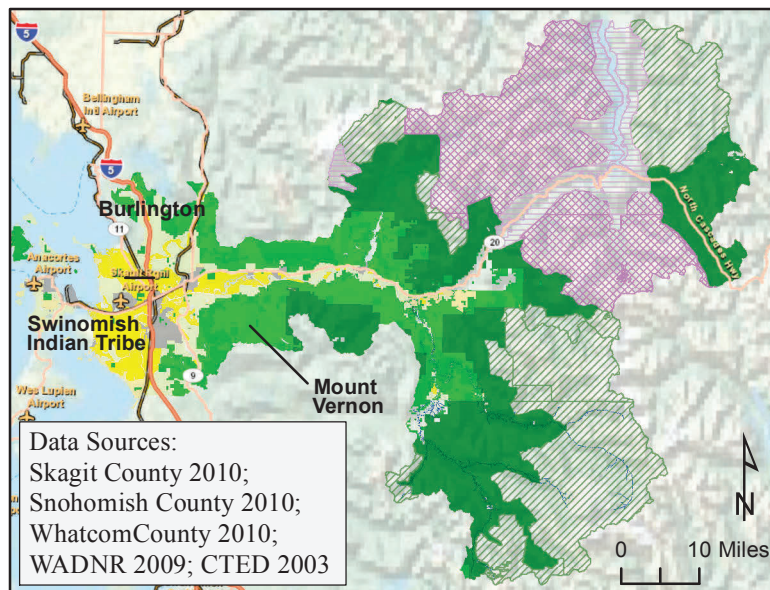 5
Bellingham
Intl Airport
5
Burlington
11
Anacortes
Airport
Skagit Rgnl
Airport
Swinomish
Indian Tribe
Wes Lupien
Airport
9
Mount
Vernon
20
North Cascades Hwy
Data Sources:
Skagit County 2010;
Snohomish County 2010;
WhatcomCounty 2010;
WADNR 2009; CTED 2003
N
0 10 Miles